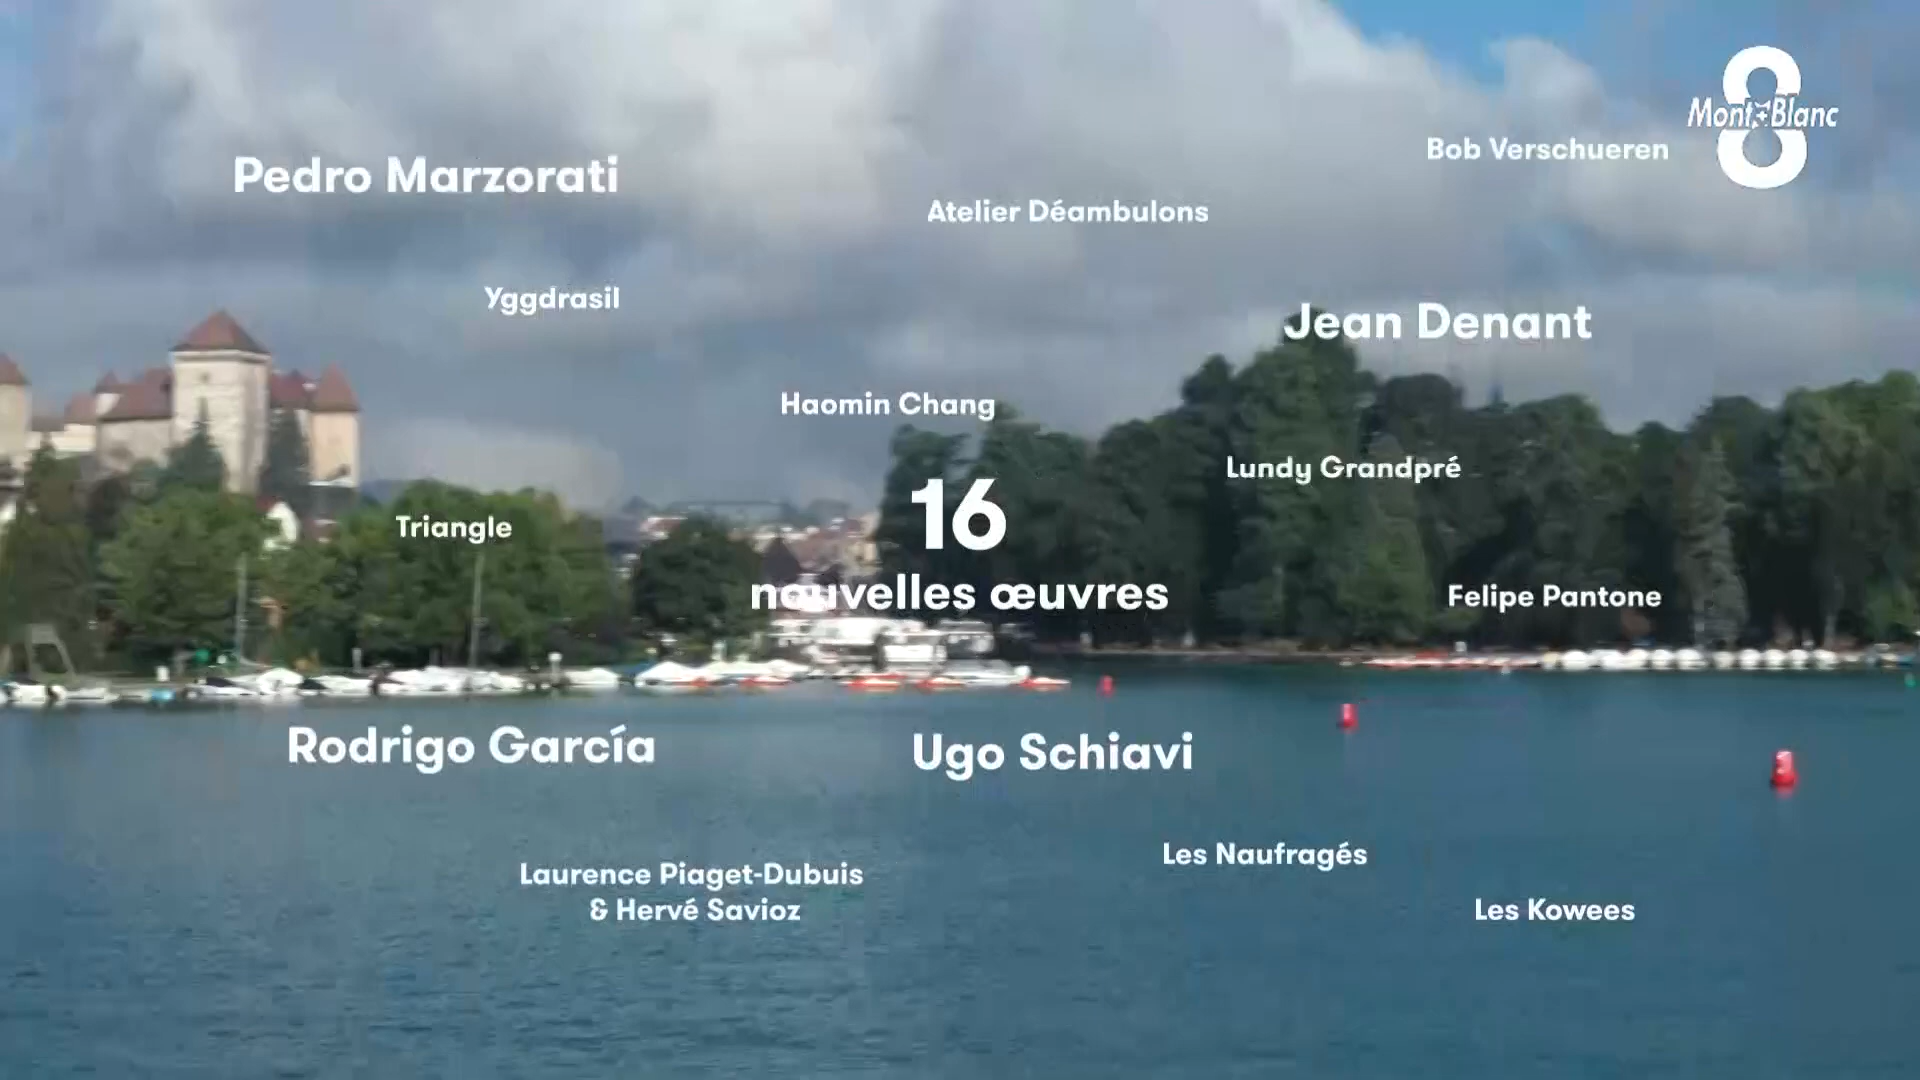 8
Mont-Blanc
Bob Verschueren
Pedro Marzorati
Atelier Déambulons
Yggdrasil
Jean Denant
Haomin Chang
Lundy Grandpré
16
Triangle
nouvelles œuvres
Felipe Pantone
Rodrigo García
Ugo Schiavi
Les Naufragés
Laurence Piaget-Dubuis
& Hervé Savioz
Les Kowees